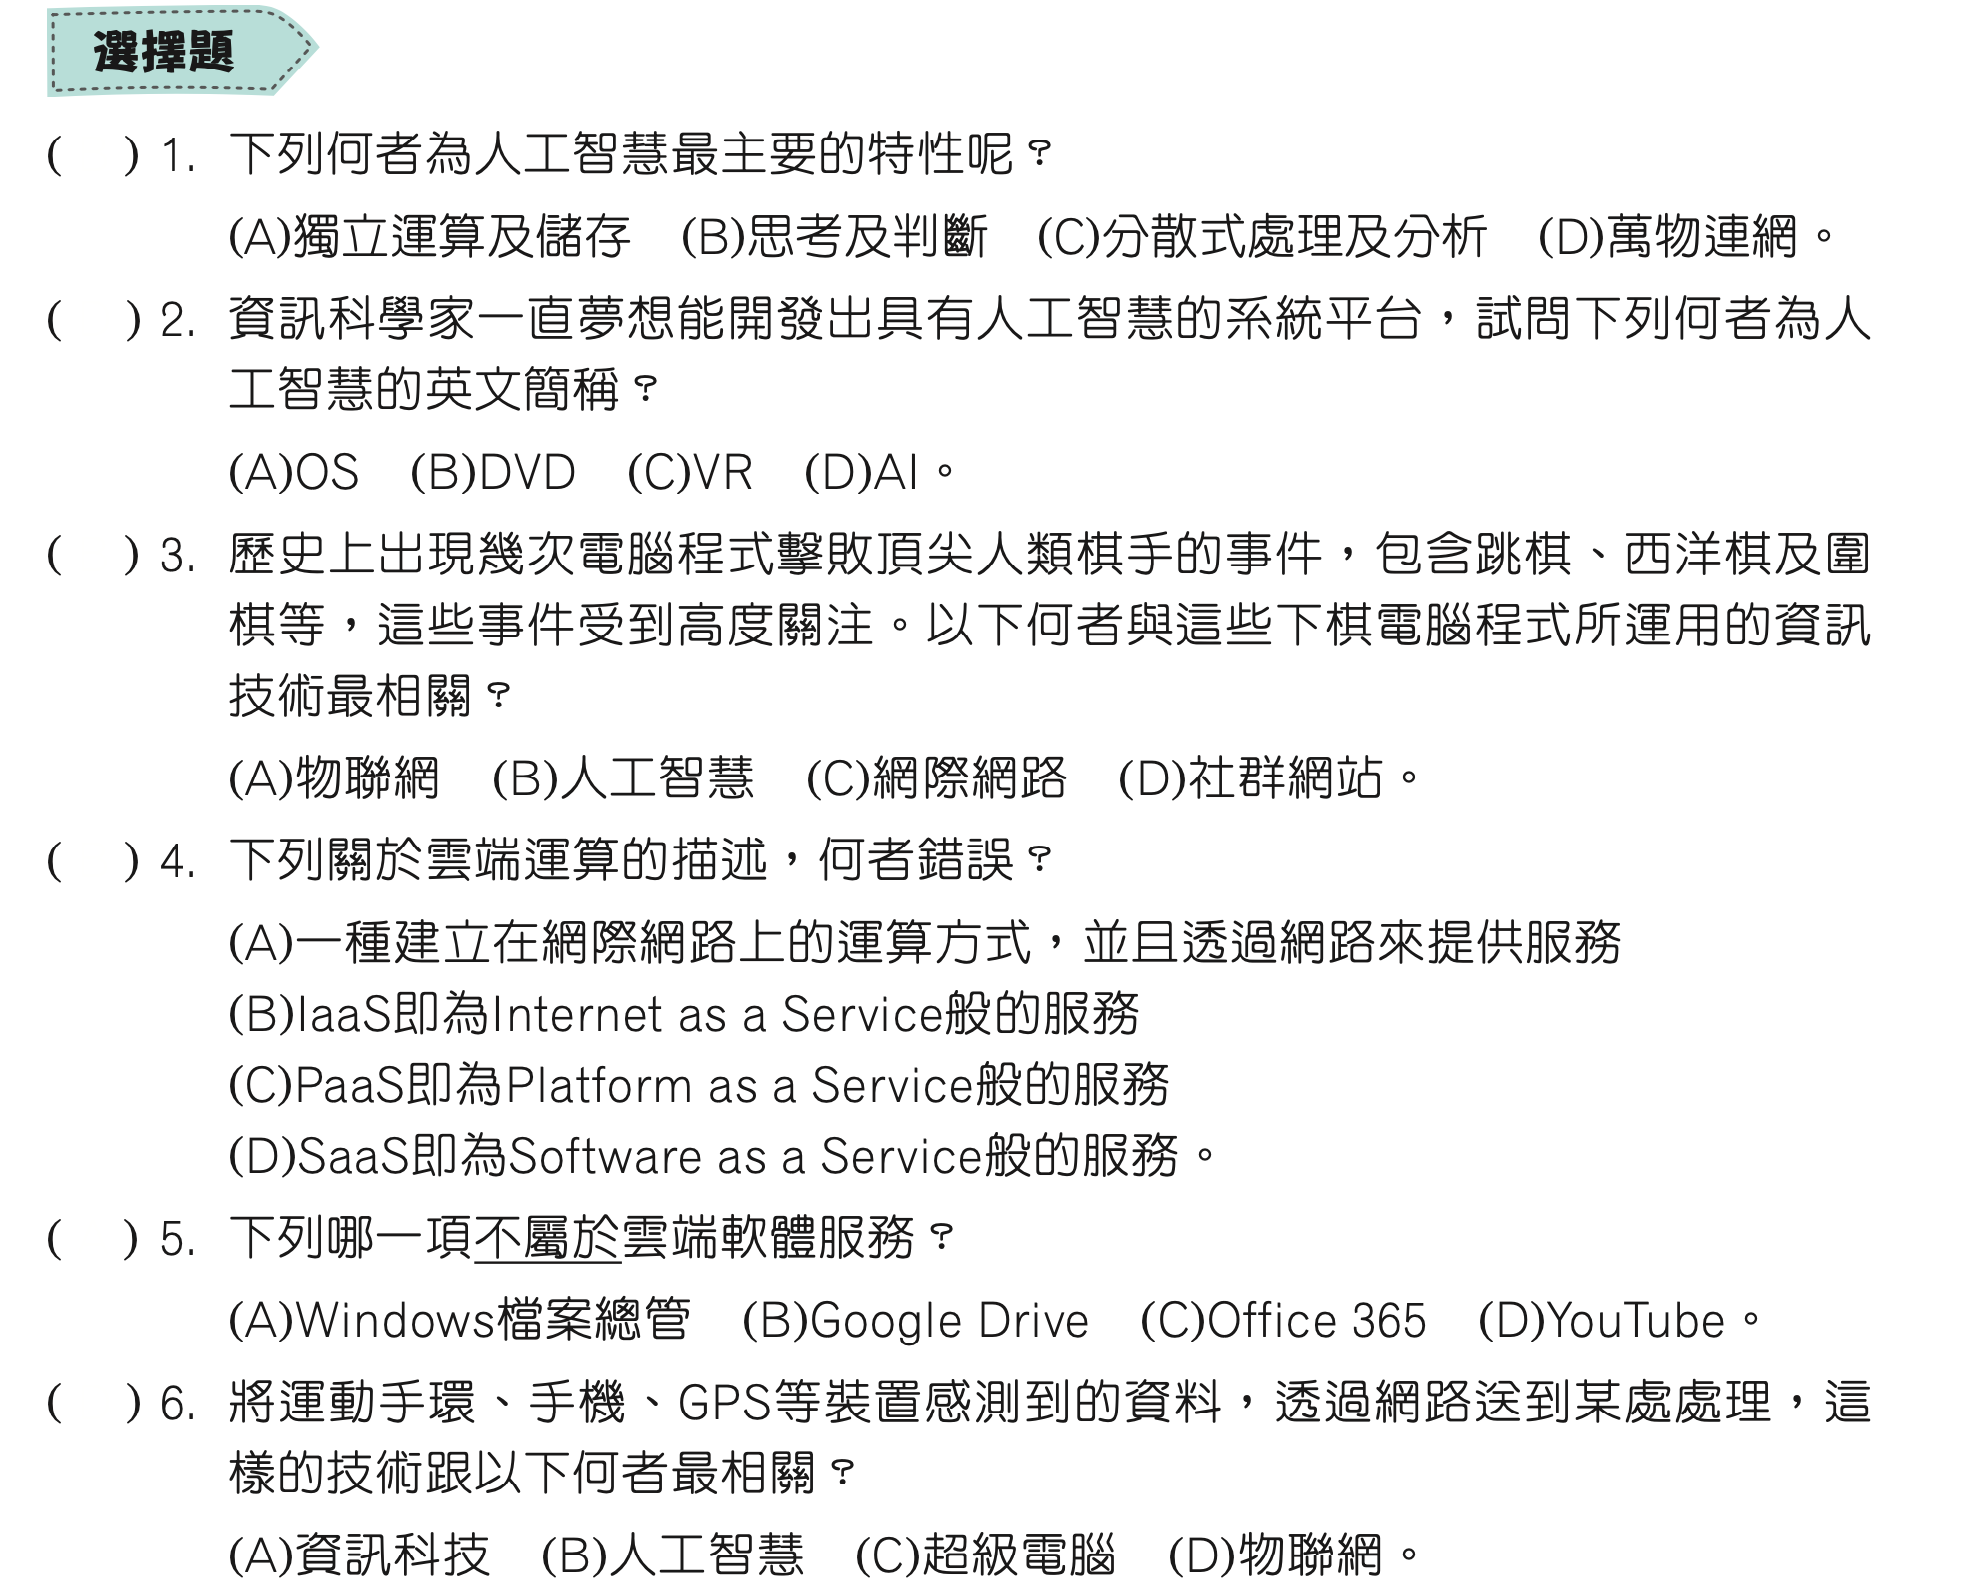 選擇題
(　) 1. 下列何者為人工智慧最主要的特性呢？
(A)獨立運算及儲存　(B)思考及判斷　(C)分散式處理及分析　(D)萬物連網。
(　) 2. 資訊科學家一直夢想能開發出具有人工智慧的系統平台，試問下列何者為人
工智慧的英文簡稱？
(A)OS　(B)DVD　(C)VR　(D)AI。
(　) 3. 歷史上出現幾次電腦程式擊敗頂尖人類棋手的事件，包含跳棋、西洋棋及圍
棋等，這些事件受到高度關注。以下何者與這些下棋電腦程式所運用的資訊
技術最相關？
(A)物聯網　(B)人工智慧　(C)網際網路　(D)社群網站。
(　) 4. 下列關於雲端運算的描述，何者錯誤？
(A)一種建立在網際網路上的運算方式，並且透過網路來提供服務
(B)IaaS即為Internet as a Service般的服務
(C)PaaS即為Platform as a Service般的服務
(D)SaaS即為Software as a Service般的服務。
(　) 5. 下列哪一項不屬於雲端軟體服務？
(A)Windows檔案總管　(B)Google Drive　(C)Office 365　(D)YouTube。
(　) 6. 將運動手環、手機、GPS等裝置感測到的資料，透過網路送到某處處理，這
樣的技術跟以下何者最相關？
(A)資訊科技　(B)人工智慧　(C)超級電腦　(D)物聯網。